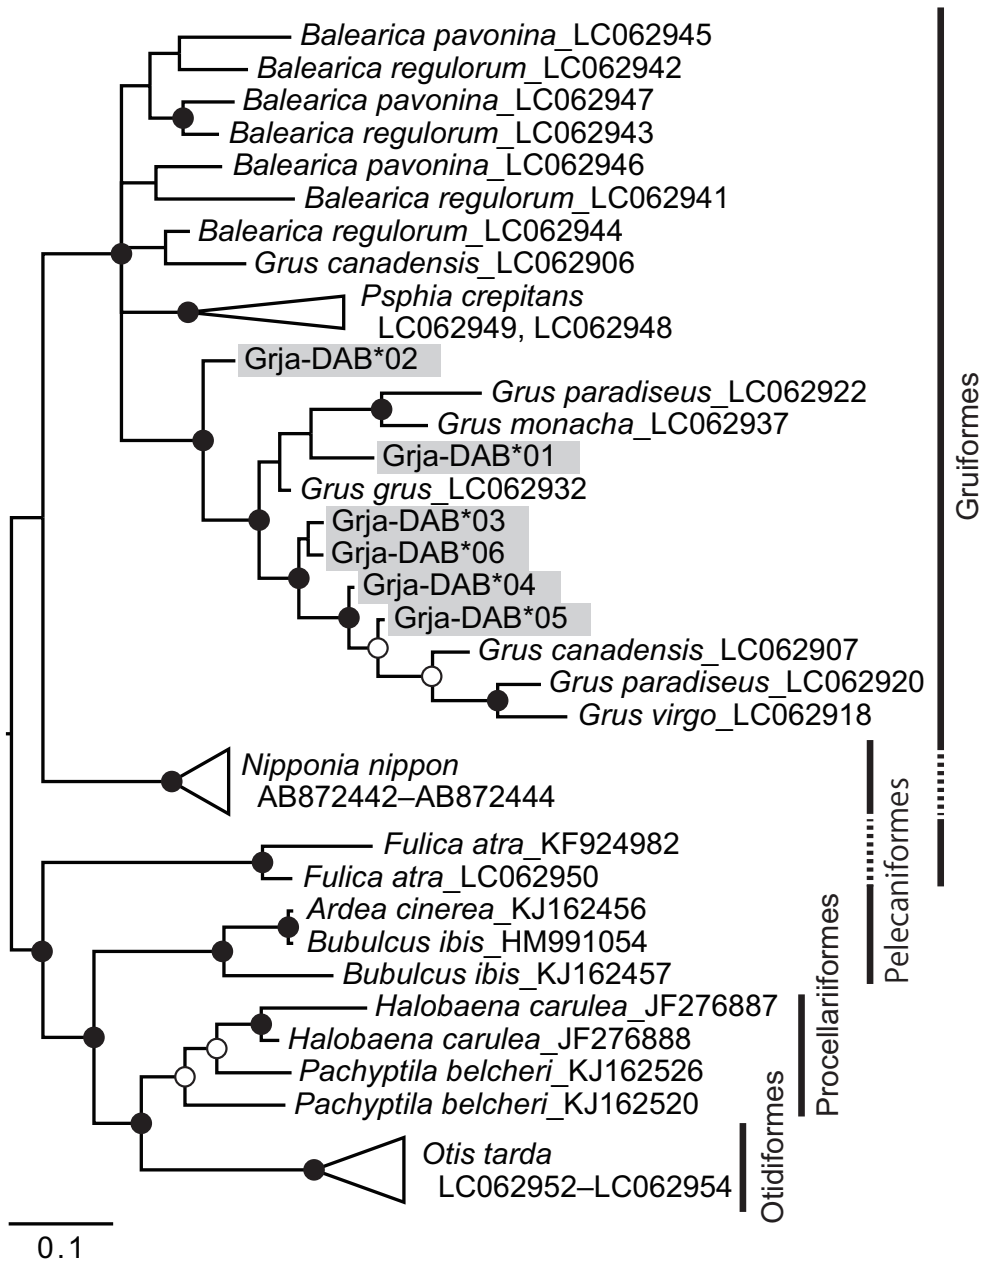 Balearica pavonina_LC062945
Balearica regulorum_LC062942
Balearica pavonina_LC062947
Balearica regulorum_LC062943
Balearica pavonina_LC062946
Balearica regulorum_LC062941
Balearica regulorum_LC062944
Grus canadensis_LC062906
Psphia crepitans
LC062949, LC062948
Grja-DAB*02
Grus paradiseus_LC062922
Grus monacha_LC062937
Grja-DAB*01
Grus grus_LC062932
Grja-DAB*03
Grja-DAB*06
Grja-DAB*04
Grja-DAB*05
Grus canadensis_LC062907
Grus paradiseus_LC062920
Grus virgo_LC062918
Nipponia nippon
AB872442–AB872444
Fulica atra_KF924982
Fulica atra_LC062950
Ardea cinerea_KJ162456
Bubulcus ibis_HM991054
Bubulcus ibis_KJ162457
Halobaena carulea_JF276887
Halobaena carulea_JF276888
Pachyptila belcheri_KJ162526
Pachyptila belcheri_KJ162520
Otis tarda
LC062952–LC062954
Gruiformes
Pelecaniformes
Procellariiformes
Otidiformes
0.1